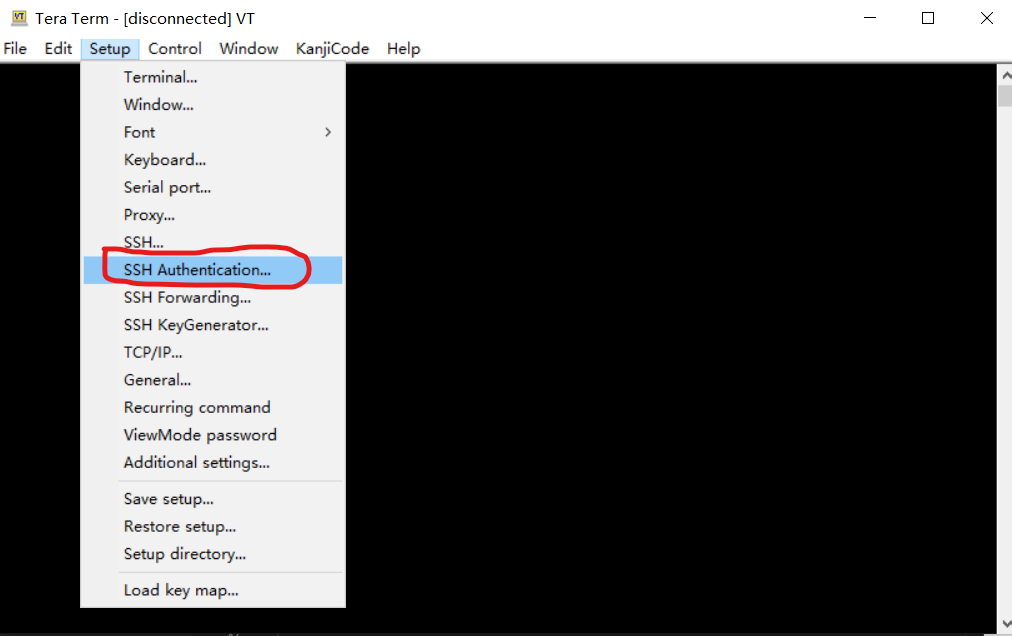 VT Tera Term - [disconnected] VT
File Edit Setup Control Window KanjiCode Help
Terminal...
Window...
Font
Keyboard...
Serial port...
Proxy...
SSH...
SSH Authentication...
SSH Forwarding...
SSH KeyGenerator...
TCP/IP...
General...
Recurring command
ViewMode password
Additional settings...
Save setup...
Restore setup...
Setup directory...
Load key map...